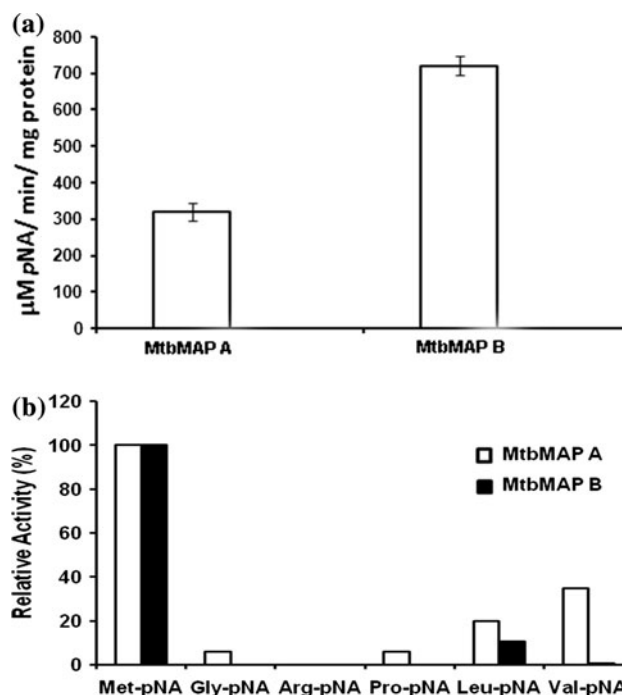 (a)
800
700
600
500
400
300
200
100
0
µM pNA/ min/ mg protein
MtbMAP A MtbMAP B
(b)
120
100
80
60
40
20
0
Relative Activity (%)
MtbMAP A
MtbMAP B
Met-pNA Gly-pNA Arg-pNA Pro-pNA Leu-pNA Val-pNA